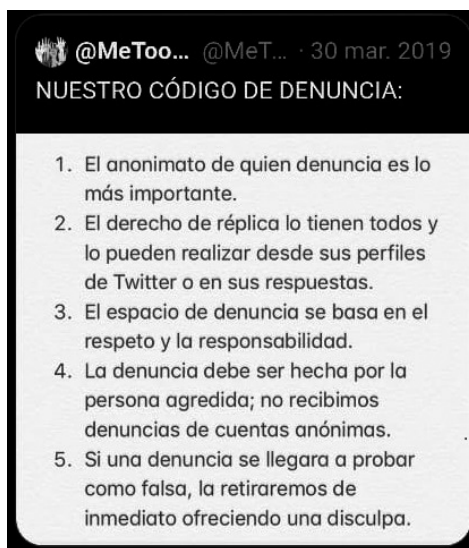 @MeToo... @MeT... · 30 mar. 2019
NUESTRO CÓDIGO DE DENUNCIA:
1. El anonimato de quien denuncia es lo
más importante.
2. El derecho de réplica lo tienen todos y
lo pueden realizar desde sus perfiles
de Twitter o en sus respuestas.
3. El espacio de denuncia se basa en el
respeto y la responsabilidad.
4. La denuncia debe ser hecha por la
persona agredida; no recibimos
denuncias de cuentas anónimas.
5. Si una denuncia se llegara a probar
como falsa, la retiraremos de
inmediato ofreciendo una disculpa.